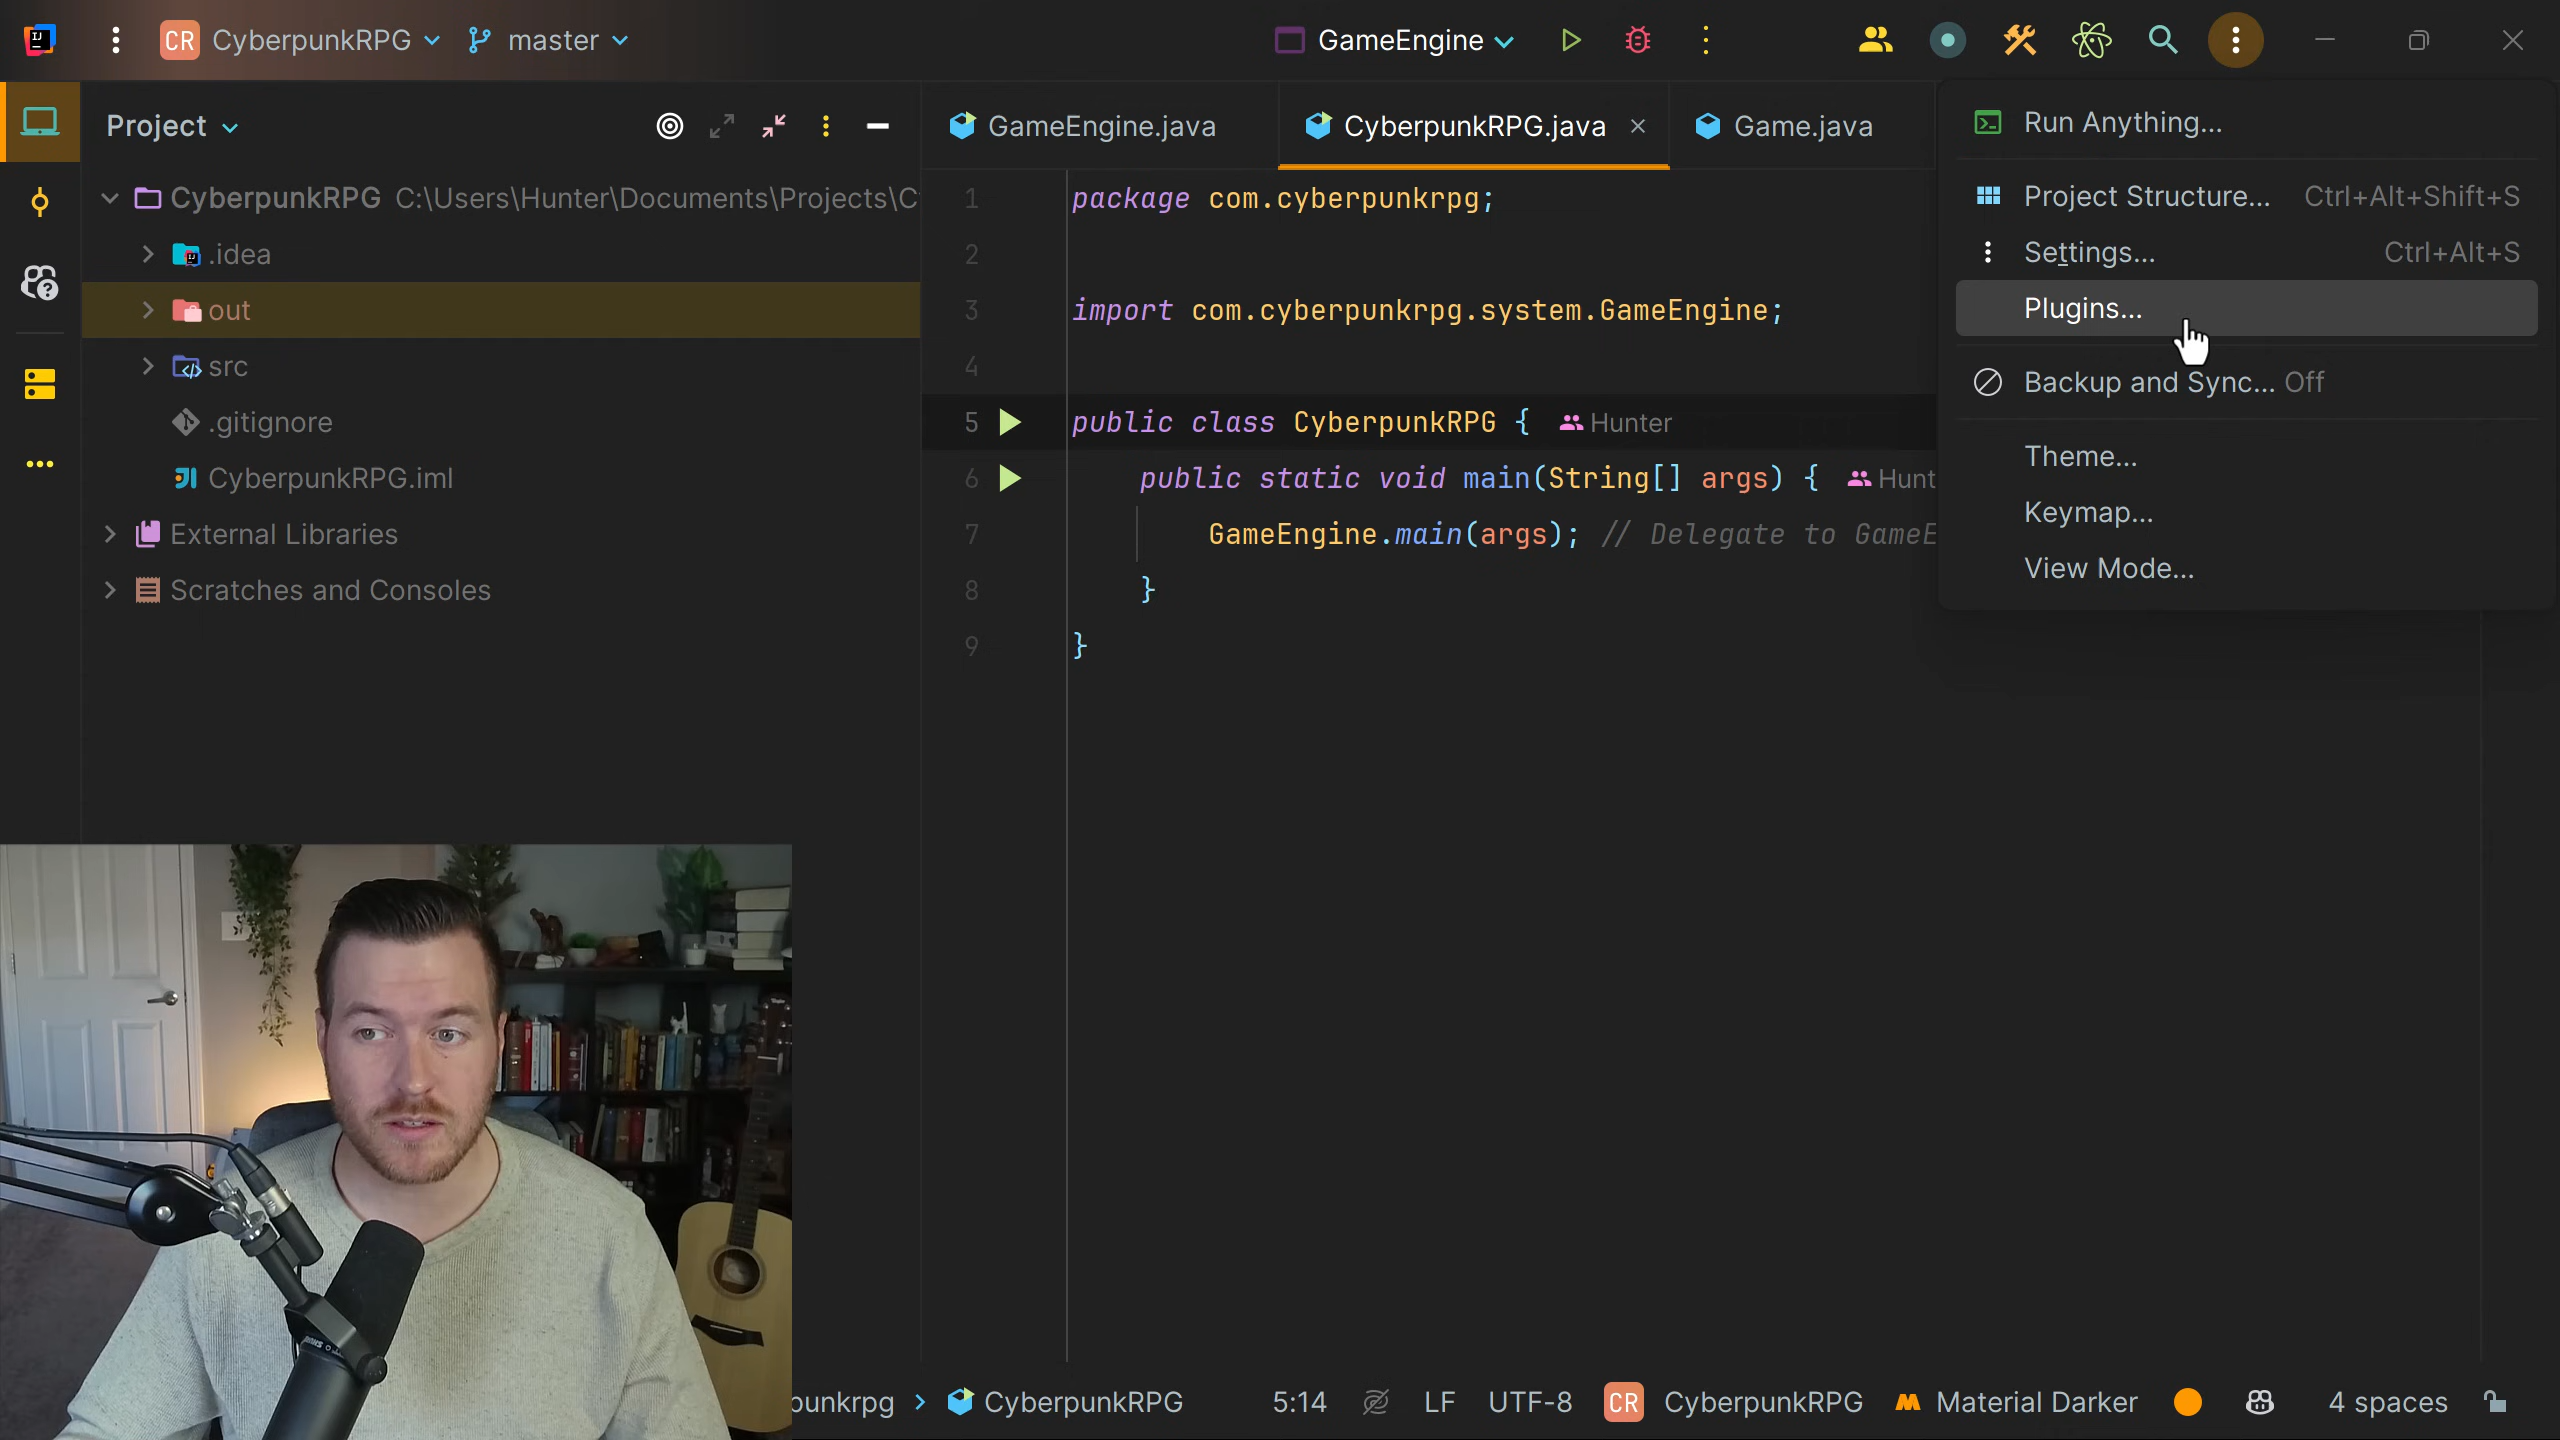 CR CyberpunkRPG master GameEngine
Project
CyberpunkRPG C:\Users\Hunter\Documents\Projects\C
.idea
out
src
.gitignore
CyberpunkRPG.iml
External Libraries
Scratches and Consoles
GameEngine.java CyberpunkRPG.java Game.java
1 package com.cyberpunkrpg;
2
3 import com.cyberpunkrpg.system.GameEngine;
4
5 public class CyberpunkRPG { Hunter
6 public static void main(String[] args) { Hunt
7 GameEngine.main(args); // Delegate to GameE
8 }
9 }
Run Anything...
Project Structure... Ctrl+Alt+Shift+S
Settings... Ctrl+Alt+S
Plugins...
Backup and Sync... Off
Theme...
Keymap...
View Mode...
punkrpg > CyberpunkRPG 5:14 LF UTF-8 CR CyberpunkRPG Material Darker 4 spaces